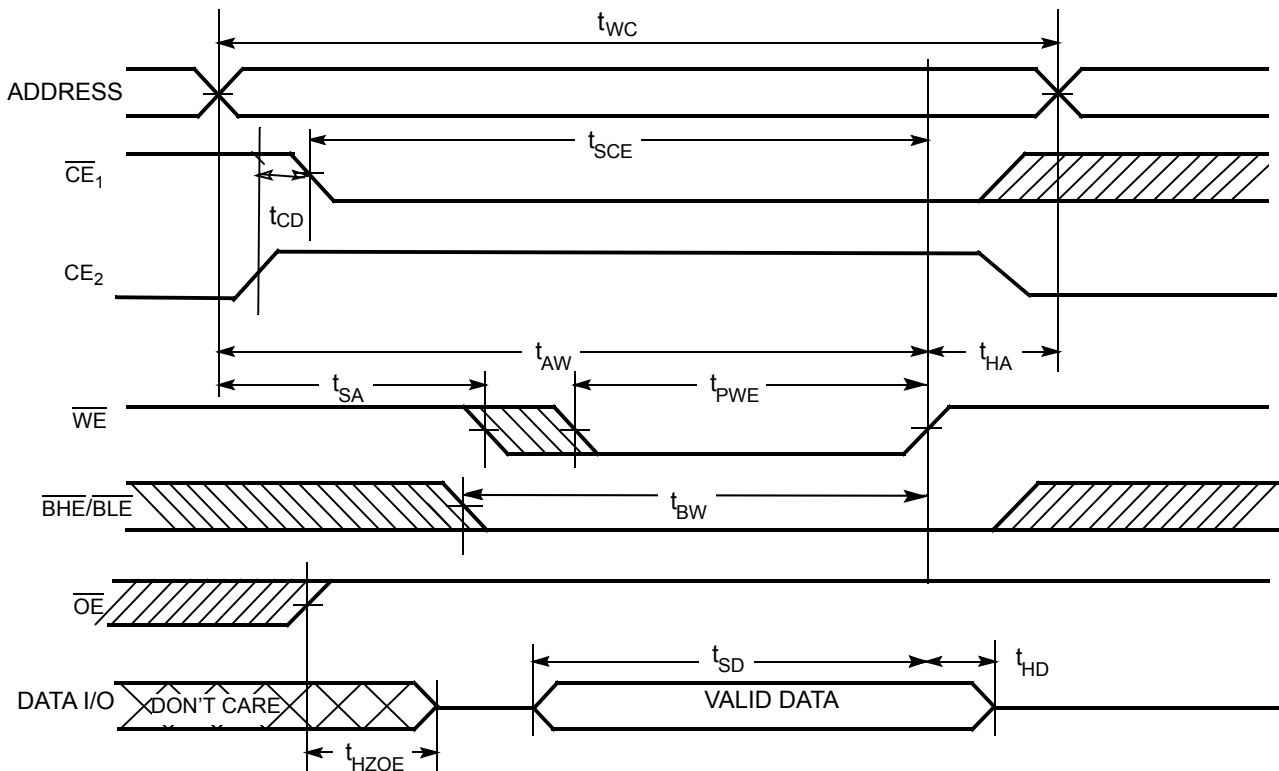 tWC
ADDRESS
tSCE
CE1
tCD
CE2
tAW
tHA
tSA
tPWE
WE
BHE/BLE
tBW
OE
tSD
tHD
DATA I/O
DON'T CARE
VALID DATA
tHZOE